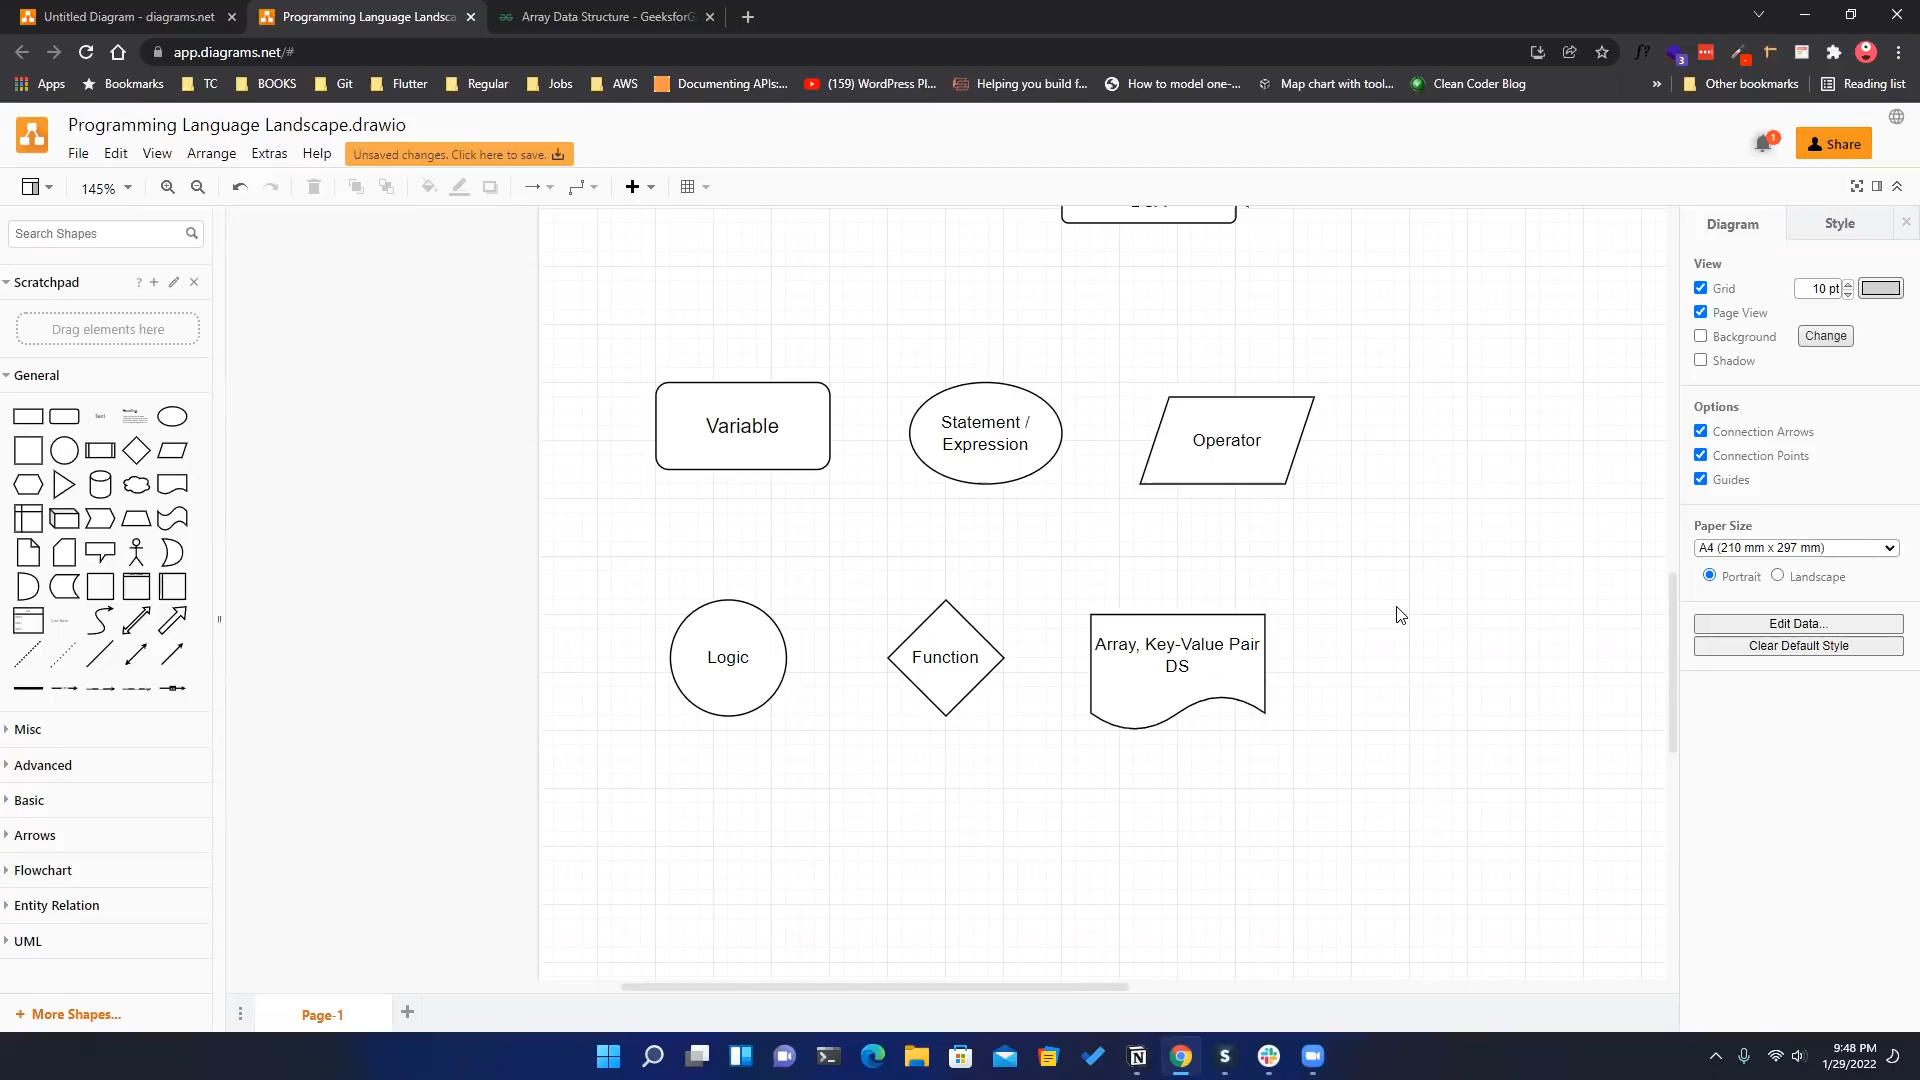 Untitled Diagram - diagrams.net
Programming Language Landsca
Array Data Structure - GeeksforG
app.diagrams.net/#
Apps
Bookmarks
TC
BOOKS
Git
Flutter
Regular
Jobs
AWS
Documenting APIs:...
(159) WordPress Pl...
Helping you build f...
How to model one-...
Map chart with tool...
Clean Coder Blog
Other bookmarks
Reading list
Programming Language Landscape.drawio
File
Edit
View
Arrange
Extras
Help
Unsaved changes. Click here to save.
1
Share
145%
Search Shapes
Scratchpad
?
Drag elements here
General
Text
Heading
Misc
Advanced
Basic
Arrows
Flowchart
Entity Relation
UML
+ More Shapes...
Variable
Statement /
Expression
Operator
Logic
Function
Array, Key-Value Pair
DS
Page-1
Diagram
Style
View
Grid
10 pt
Page View
Background
Change
Shadow
Options
Connection Arrows
Connection Points
Guides
Paper Size
A4 (210 mm x 297 mm)
Portrait
Landscape
Edit Data...
Clear Default Style
9:48 PM
1/29/2022